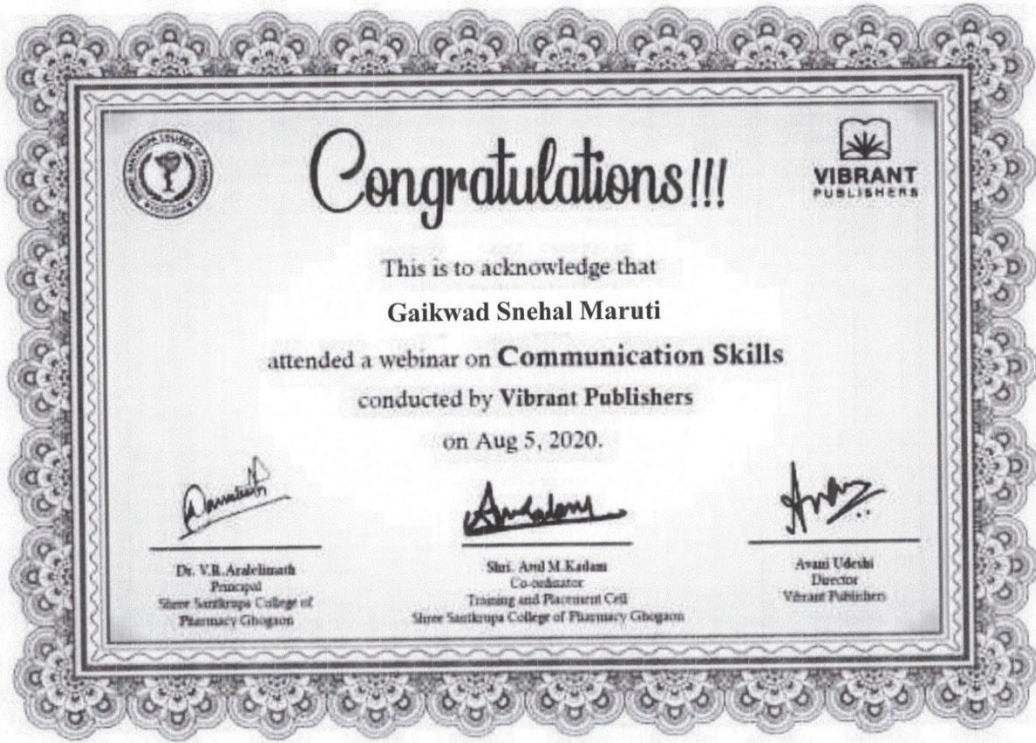 Congratulations!!!
VIBRANT
PUBLISHERS
This is to acknowledge that
Gaikwad Snehal Maruti
attended a webinar on Communication Skills
conducted by Vibrant Publishers
on Aug 5, 2020.
Dr. V.R. Aralelimath
Principal
Shree Santkrupa College of
Pharmacy Ghogaon
Shri. Amil M.Kadam
Co-ordinator
Training and Placement Cell
Shree Santkrupa College of Pharmacy Ghogaon
Avani Udeshi
Director
Vibrant Publishers